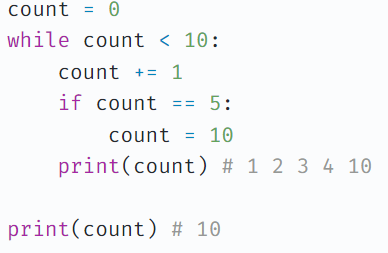 count = 0
while count < 10:
    count += 1
    if count == 5:
        count = 10
    print(count) # 1 2 3 4 10

print(count) # 10